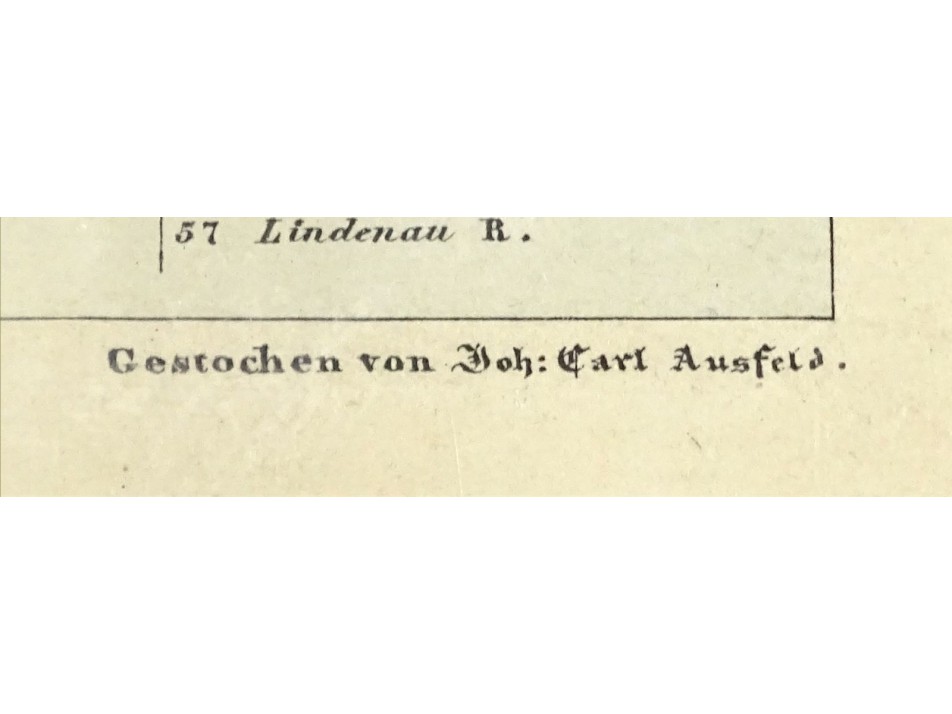 57 Lindenau R.
Gestochen von Joh: Carl Ausfeld.